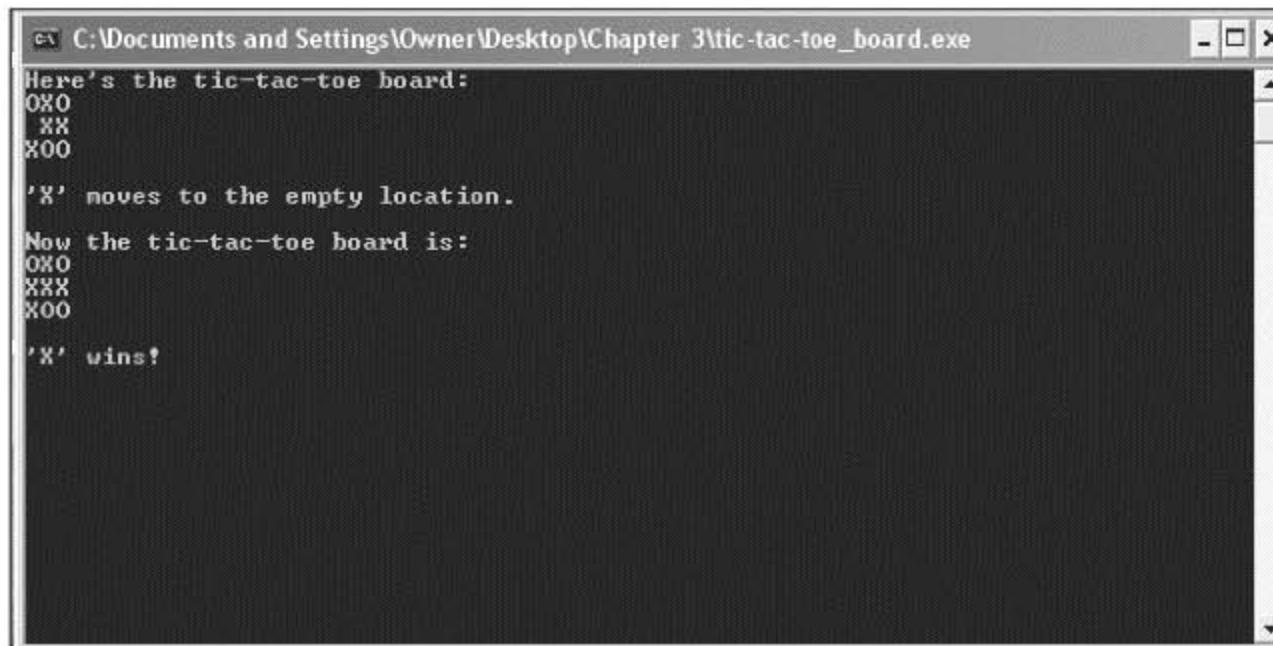 C:\Documents and Settings\Owner\Desktop\Chapter 3\tic-tac-toe_board.exe
Here's the tic-tac-toe board:
OXO
 XX
XOO
'X' moves to the empty location.
Now the tic-tac-toe board is:
OXO
XXX
XOO
'X' wins!